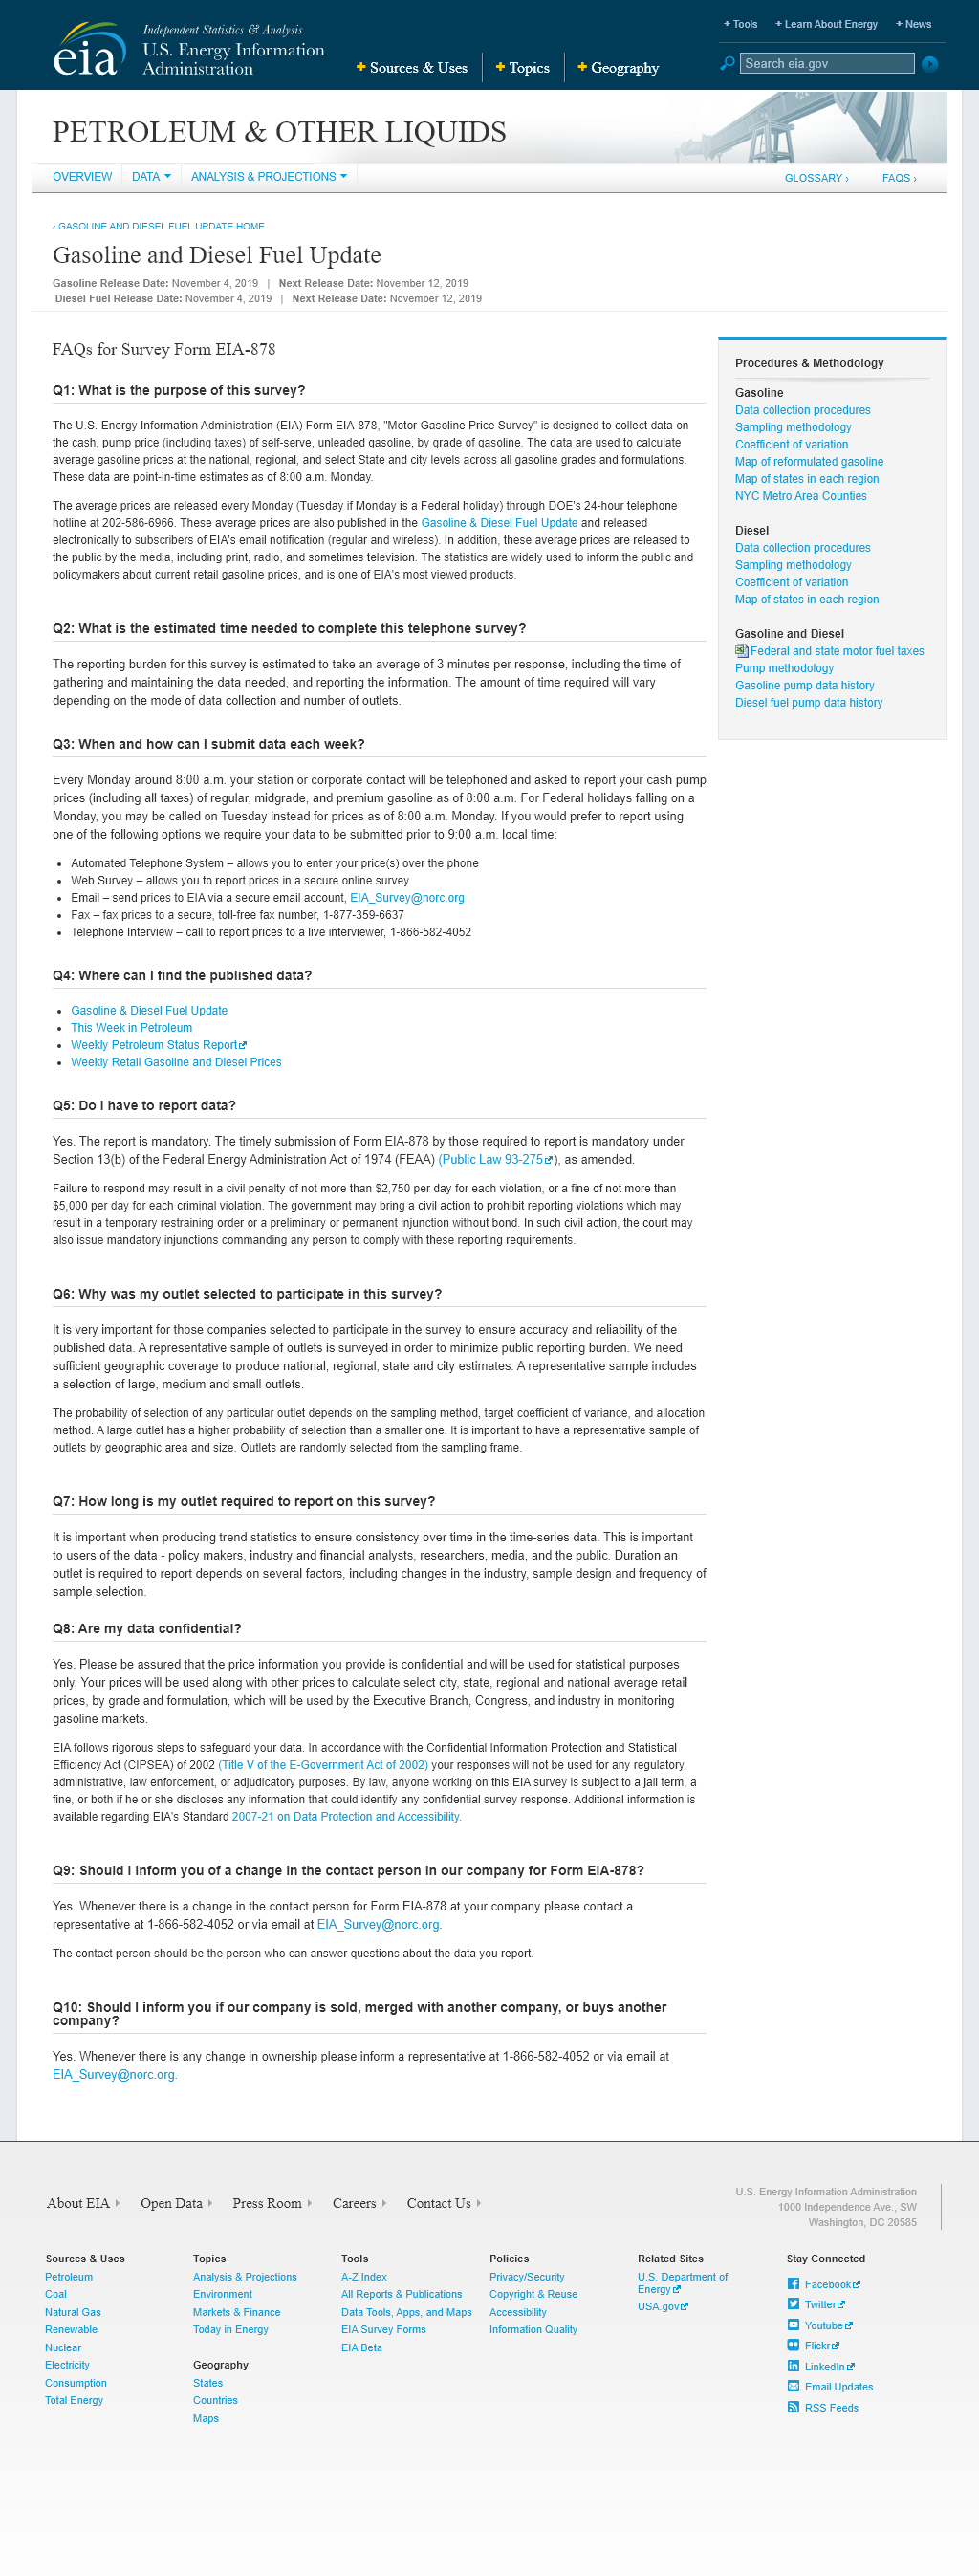 + Tools + Learn About Energy + News
Independent Statistics & Analysis
eia U.S. Energy Information
Administration
+ Sources & Uses + Topics + Geography
Search eia.gov
PETROLEUM & OTHER LIQUIDS
OVERVIEW DATA ANALYSIS & PROJECTIONS GLOSSARY › FAQS ›
‹ GASOLINE AND DIESEL FUEL UPDATE HOME
Gasoline and Diesel Fuel Update
Gasoline Release Date: November 4, 2019 | Next Release Date: November 12, 2019
Diesel Fuel Release Date: November 4, 2019 | Next Release Date: November 12, 2019
FAQs for Survey Form EIA-878
Q1: What is the purpose of this survey?
The U.S. Energy Information Administration (EIA) Form EIA-878, "Motor Gasoline Price Survey" is designed to collect data on
the cash, pump price (including taxes) of self-serve, unleaded gasoline, by grade of gasoline. The data are used to calculate
average gasoline prices at the national, regional, and select State and city levels across all gasoline grades and formulations.
These data are point-in-time estimates as of 8:00 a.m. Monday.
The average prices are released every Monday (Tuesday if Monday is a Federal holiday) through DOE's 24-hour telephone
hotline at 202-586-6966. These average prices are also published in the Gasoline & Diesel Fuel Update and released
electronically to subscribers of EIA's email notification (regular and wireless). In addition, these average prices are released to
the public by the media, including print, radio, and sometimes television. The statistics are widely used to inform the public and
policymakers about current retail gasoline prices, and is one of EIA's most viewed products.
Q2: What is the estimated time needed to complete this telephone survey?
The reporting burden for this survey is estimated to take an average of 3 minutes per response, including the time of
gathering and maintaining the data needed, and reporting the information. The amount of time required will vary
depending on the mode of data collection and number of outlets.
Q3: When and how can I submit data each week?
Every Monday around 8:00 a.m. your station or corporate contact will be telephoned and asked to report your cash pump
prices (including all taxes) of regular, midgrade, and premium gasoline as of 8:00 a.m. For Federal holidays falling on a
Monday, you may be called on Tuesday instead for prices as of 8:00 a.m. Monday. If you would prefer to report using
one of the following options we require your data to be submitted prior to 9:00 a.m. local time:
• Automated Telephone System – allows you to enter your price(s) over the phone
• Web Survey – allows you to report prices in a secure online survey
• Email – send prices to EIA via a secure email account, EIA_Survey@norc.org
• Fax – fax prices to a secure, toll-free fax number, 1-877-359-6637
• Telephone Interview – call to report prices to a live interviewer, 1-866-582-4052
Q4: Where can I find the published data?
• Gasoline & Diesel Fuel Update
• This Week in Petroleum
• Weekly Petroleum Status Report
• Weekly Retail Gasoline and Diesel Prices
Q5: Do I have to report data?
Yes. The report is mandatory. The timely submission of Form EIA-878 by those required to report is mandatory under
Section 13(b) of the Federal Energy Administration Act of 1974 (FEAA) (Public Law 93-275), as amended.
Failure to respond may result in a civil penalty of not more than $2,750 per day for each violation, or a fine of not more than
$5,000 per day for each criminal violation. The government may bring a civil action to prohibit reporting violations which may
result in a temporary restraining order or a preliminary or permanent injunction without bond. In such civil action, the court may
also issue mandatory injunctions commanding any person to comply with these reporting requirements.
Q6: Why was my outlet selected to participate in this survey?
It is very important for those companies selected to participate in the survey to ensure accuracy and reliability of the
published data. A representative sample of outlets is surveyed in order to minimize public reporting burden. We need
sufficient geographic coverage to produce national, regional, state and city estimates. A representative sample includes
a selection of large, medium and small outlets.
The probability of selection of any particular outlet depends on the sampling method, target coefficient of variance, and allocation
method. A large outlet has a higher probability of selection than a smaller one. It is important to have a representative sample of
outlets by geographic area and size. Outlets are randomly selected from the sampling frame.
Q7: How long is my outlet required to report on this survey?
It is important when producing trend statistics to ensure consistency over time in the time-series data. This is important
to users of the data - policy makers, industry and financial analysts, researchers, media, and the public. Duration an
outlet is required to report depends on several factors, including changes in the industry, sample design and frequency of
sample selection.
Q8: Are my data confidential?
Yes. Please be assured that the price information you provide is confidential and will be used for statistical purposes
only. Your prices will be used along with other prices to calculate select city, state, regional and national average retail
prices, by grade and formulation, which will be used by the Executive Branch, Congress, and industry in monitoring
gasoline markets.
EIA follows rigorous steps to safeguard your data. In accordance with the Confidential Information Protection and Statistical
Efficiency Act (CIPSEA) of 2002 (Title V of the E-Government Act of 2002) your responses will not be used for any regulatory,
administrative, law enforcement, or adjudicatory purposes. By law, anyone working on this EIA survey is subject to a jail term, a
fine, or both if he or she discloses any information that could identify any confidential survey response. Additional information is
available regarding EIA's Standard 2007-21 on Data Protection and Accessibility.
Q9: Should I inform you of a change in the contact person in our company for Form EIA-878?
Yes. Whenever there is a change in the contact person for Form EIA-878 at your company please contact a
representative at 1-866-582-4052 or via email at EIA_Survey@norc.org.
The contact person should be the person who can answer questions about the data you report.
Q10: Should I inform you if our company is sold, merged with another company, or buys another
company?
Yes. Whenever there is any change in ownership please inform a representative at 1-866-582-4052 or via email at
EIA_Survey@norc.org.
Procedures & Methodology
Gasoline
Data collection procedures
Sampling methodology
Coefficient of variation
Map of reformulated gasoline
Map of states in each region
NYC Metro Area Counties
Diesel
Data collection procedures
Sampling methodology
Coefficient of variation
Map of states in each region
Gasoline and Diesel
Federal and state motor fuel taxes
Pump methodology
Gasoline pump data history
Diesel fuel pump data history
About EIA Open Data Press Room Careers Contact Us
U.S. Energy Information Administration
1000 Independence Ave., SW
Washington, DC 20585
Sources & Uses
Petroleum
Coal
Natural Gas
Renewable
Nuclear
Electricity
Consumption
Total Energy
Topics
Analysis & Projections
Environment
Markets & Finance
Today in Energy
Geography
States
Countries
Maps
Tools
A-Z Index
All Reports & Publications
Data Tools, Apps, and Maps
EIA Survey Forms
EIA Beta
Policies
Privacy/Security
Copyright & Reuse
Accessibility
Information Quality
Related Sites
U.S. Department of
Energy
USA.gov
Stay Connected
Facebook
Twitter
Youtube
Flickr
LinkedIn
Email Updates
RSS Feeds